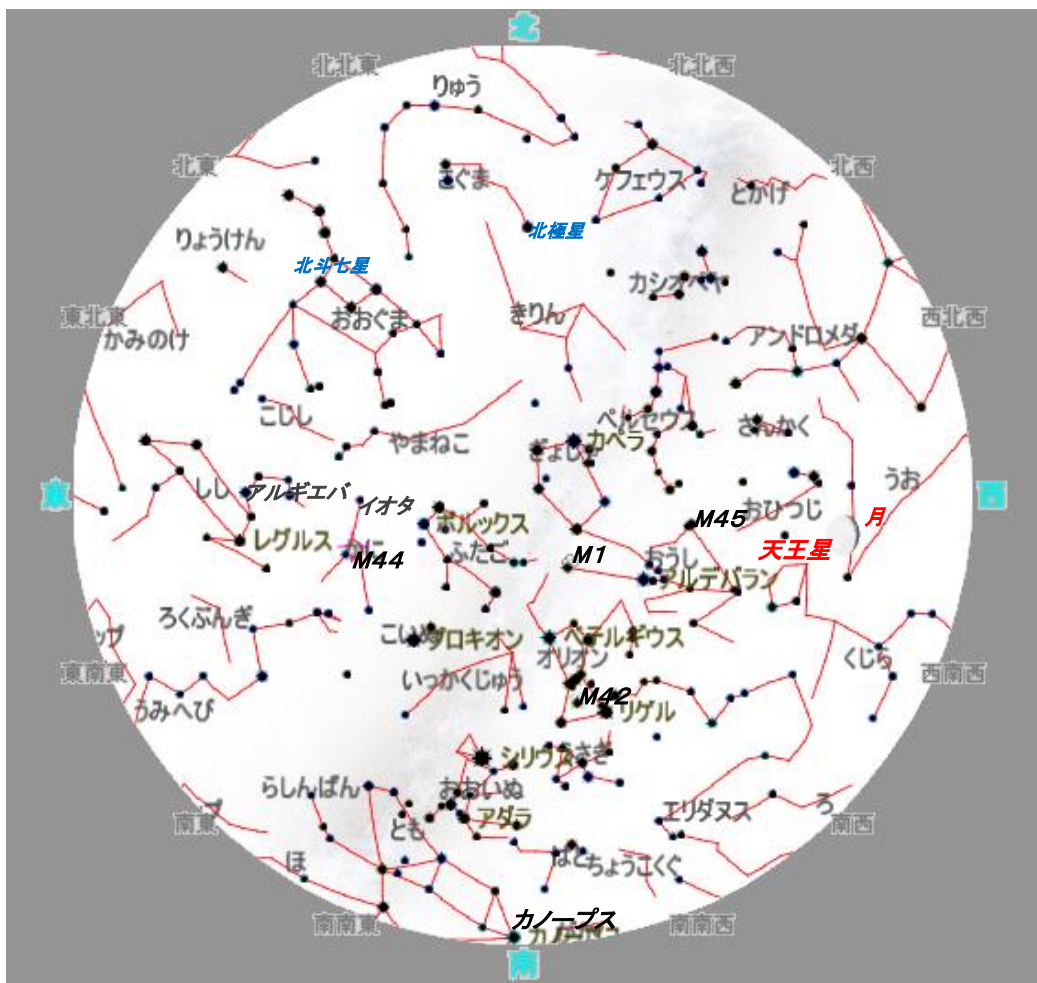 北
北北東
北北西
りゅう
北東
こぐま
ケフェウス
北西
とかげ
りょうけん
北極星
北斗七星
カシオペヤ
東北東
かみのけ
おおぐま
きりん
アンドロメダ
西北西
こじし
やまねこ
ペルセウス
さんかく
カペラ
東
しし
アルギエバ
イオタ
うお
西
おひつじ
M45
月
ポルックス
レグルス
ふたご
M44
M1
おうし
天王星
アルデバラン
ろくぶんぎ
こいぬ
プロキオン
ベテルギウス
オリオン
くじら
東南東
いっかくじゅう
西南西
うみへび
M42
リゲル
シリウス
うさぎ
らしんばん
おおいぬ
エリダヌス
ろ
南東
とも
アダラ
南西
ほ
はと
ちょうこくぐ
南南東
カノープス
南南西
南